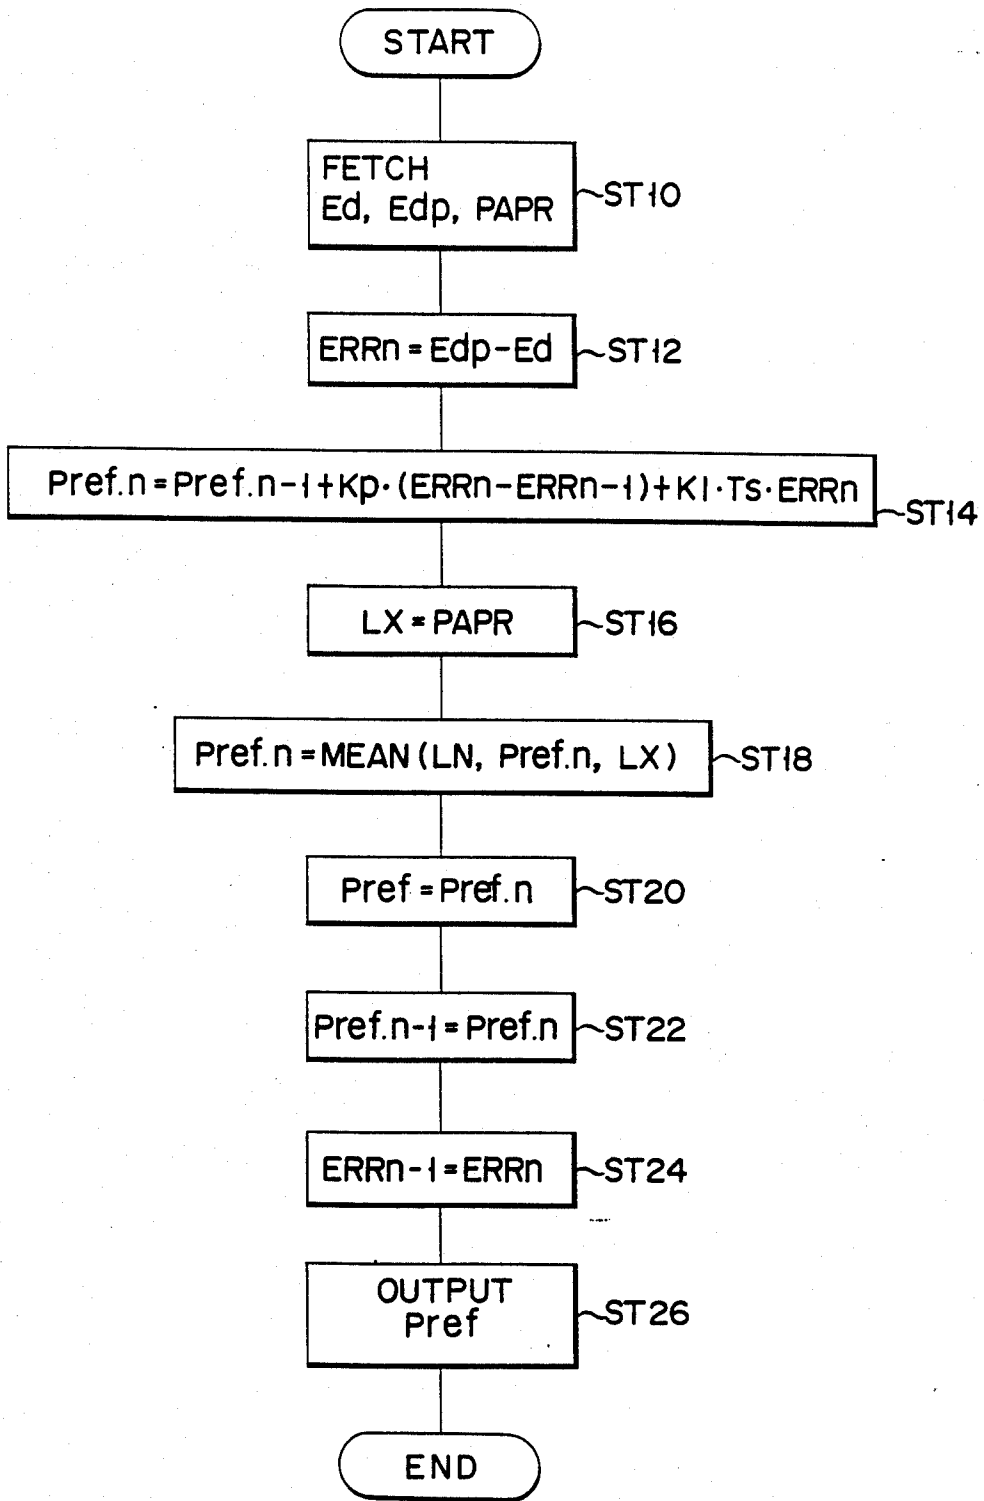 START
FETCH
Ed, Edp, PAPR
ST10
ERRn = Edp-Ed
ST12
Pref.n = Pref.n-1+Kp·(ERRn-ERRn-1)+KI·Ts·ERRn
ST14
LX = PAPR
ST16
Pref.n = MEAN (LN, Pref.n, LX)
ST18
Pref = Pref.n
ST20
Pref.n-1 = Pref.n
ST22
ERRn-1 = ERRn
ST24
OUTPUT
Pref
ST26
END